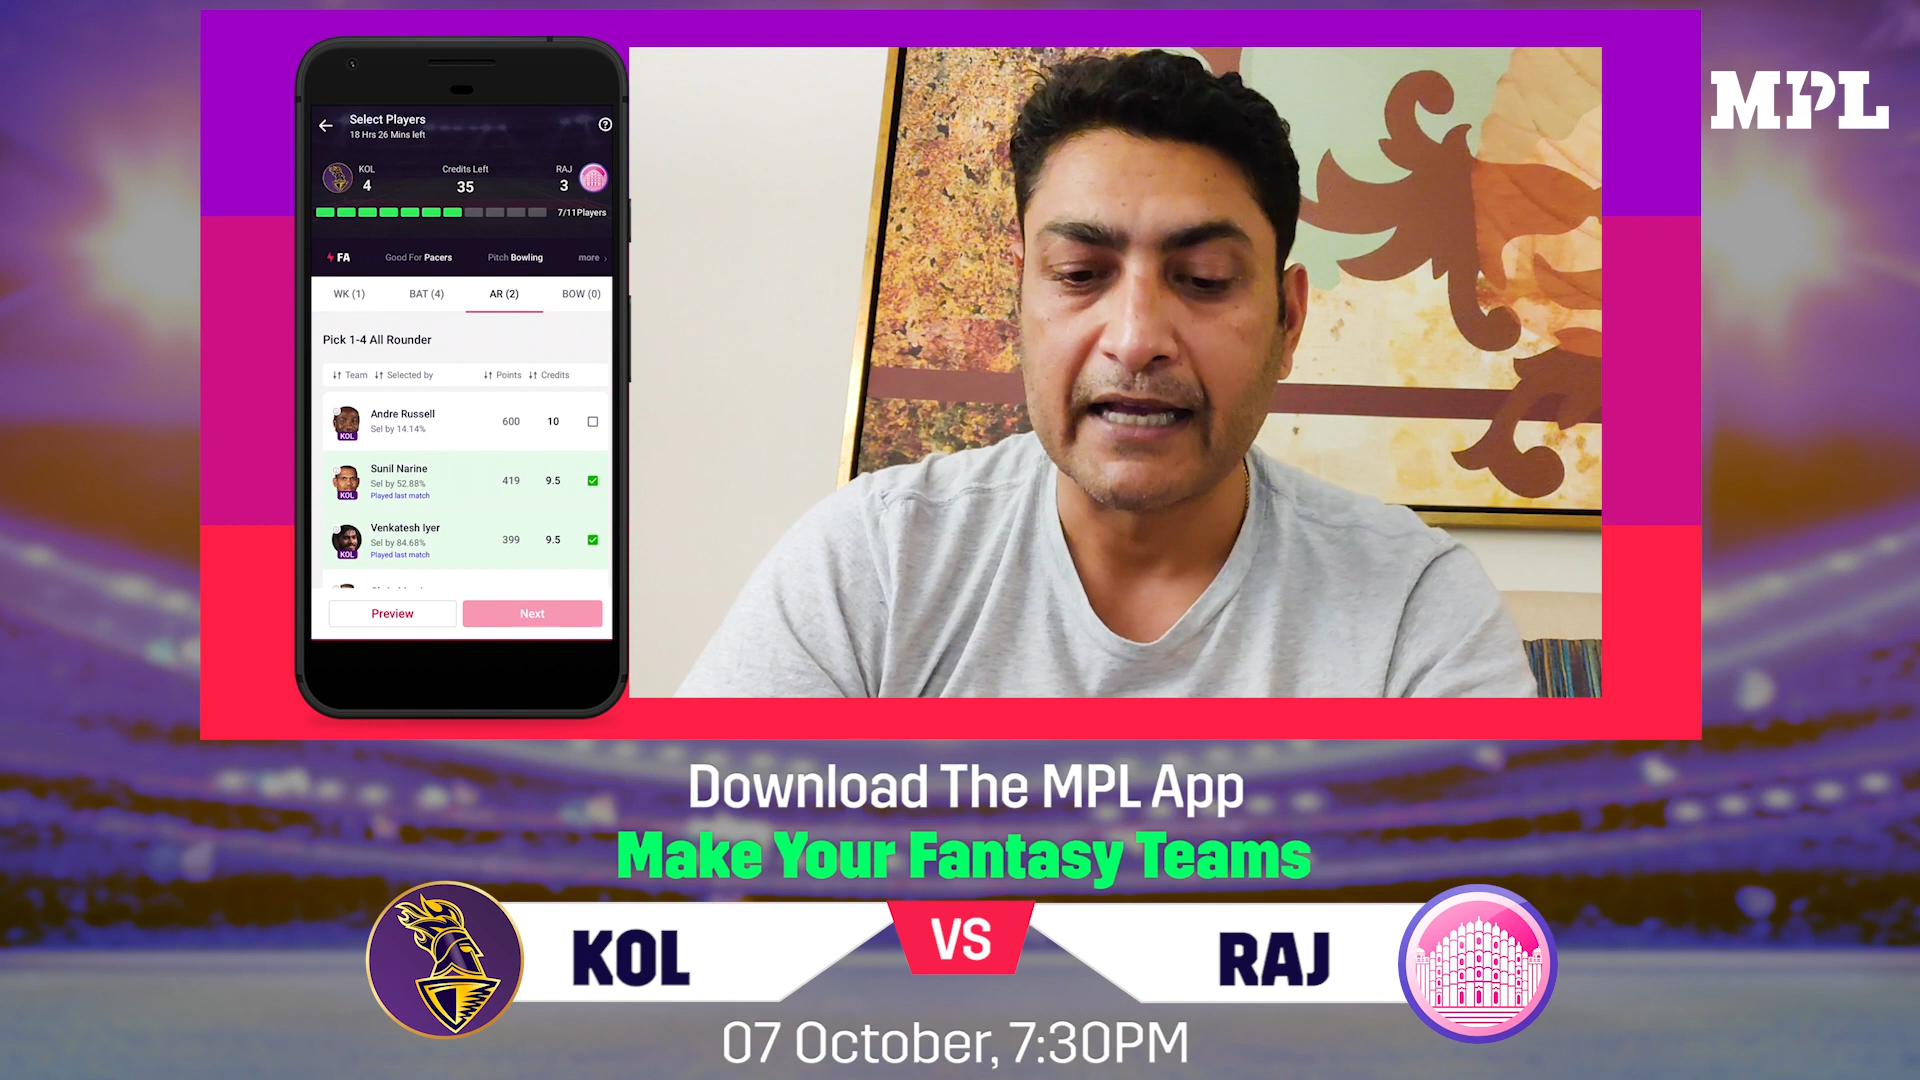 MPL
Select Players
18 Hrs 26 Mins left
KOL
4
Credits Left
35
RAJ
3
7/11Players
FA
Good For Pacers
Pitch Bowling
more
WK (1)
BAT (4)
AR (2)
BOW (0)
Pick 1-4 All Rounder
Team
Selected by
Points
Credits
Andre Russell
Sel by 14.14%
600
10
KOL
Sunil Narine
Sel by 52.88%
Played last match
419
9.5
KOL
Venkatesh Iyer
Sel by 84.68%
Played last match
399
9.5
KOL
Preview
Next
Download The MPL App
Make Your Fantasy Teams
KOL
VS
RAJ
07 October, 7:30PM